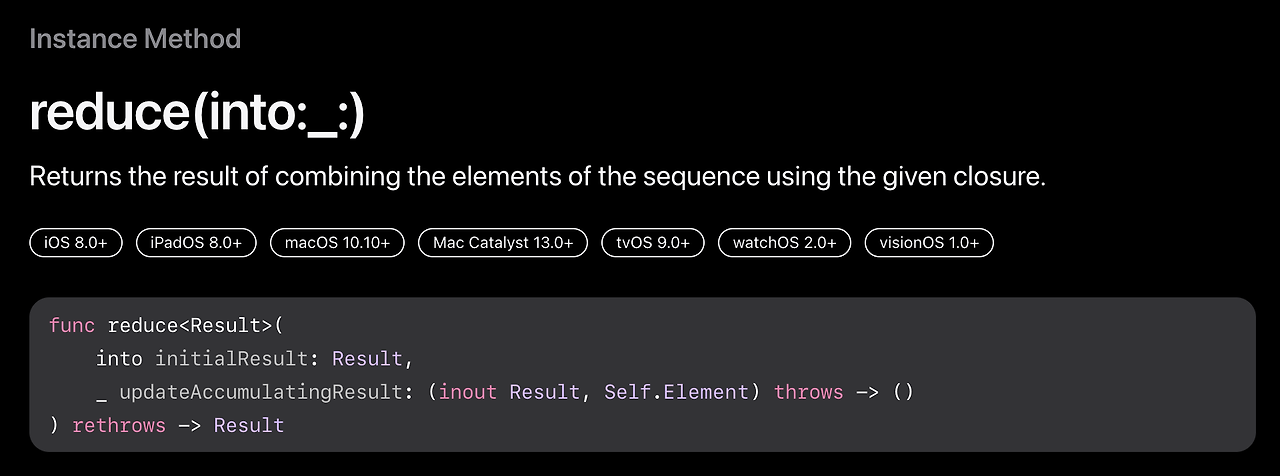 Instance Method
reduce(into:_:)
Returns the result of combining the elements of the sequence using the given closure.
iOS 8.0+ iPadOS 8.0+ macOS 10.10+ Mac Catalyst 13.0+ tvOS 9.0+ watchOS 2.0+ visionOS 1.0+
func reduce<Result>(
    into initialResult: Result,
    _ updateAccumulatingResult: (inout Result, Self.Element) throws -> ()
) rethrows -> Result